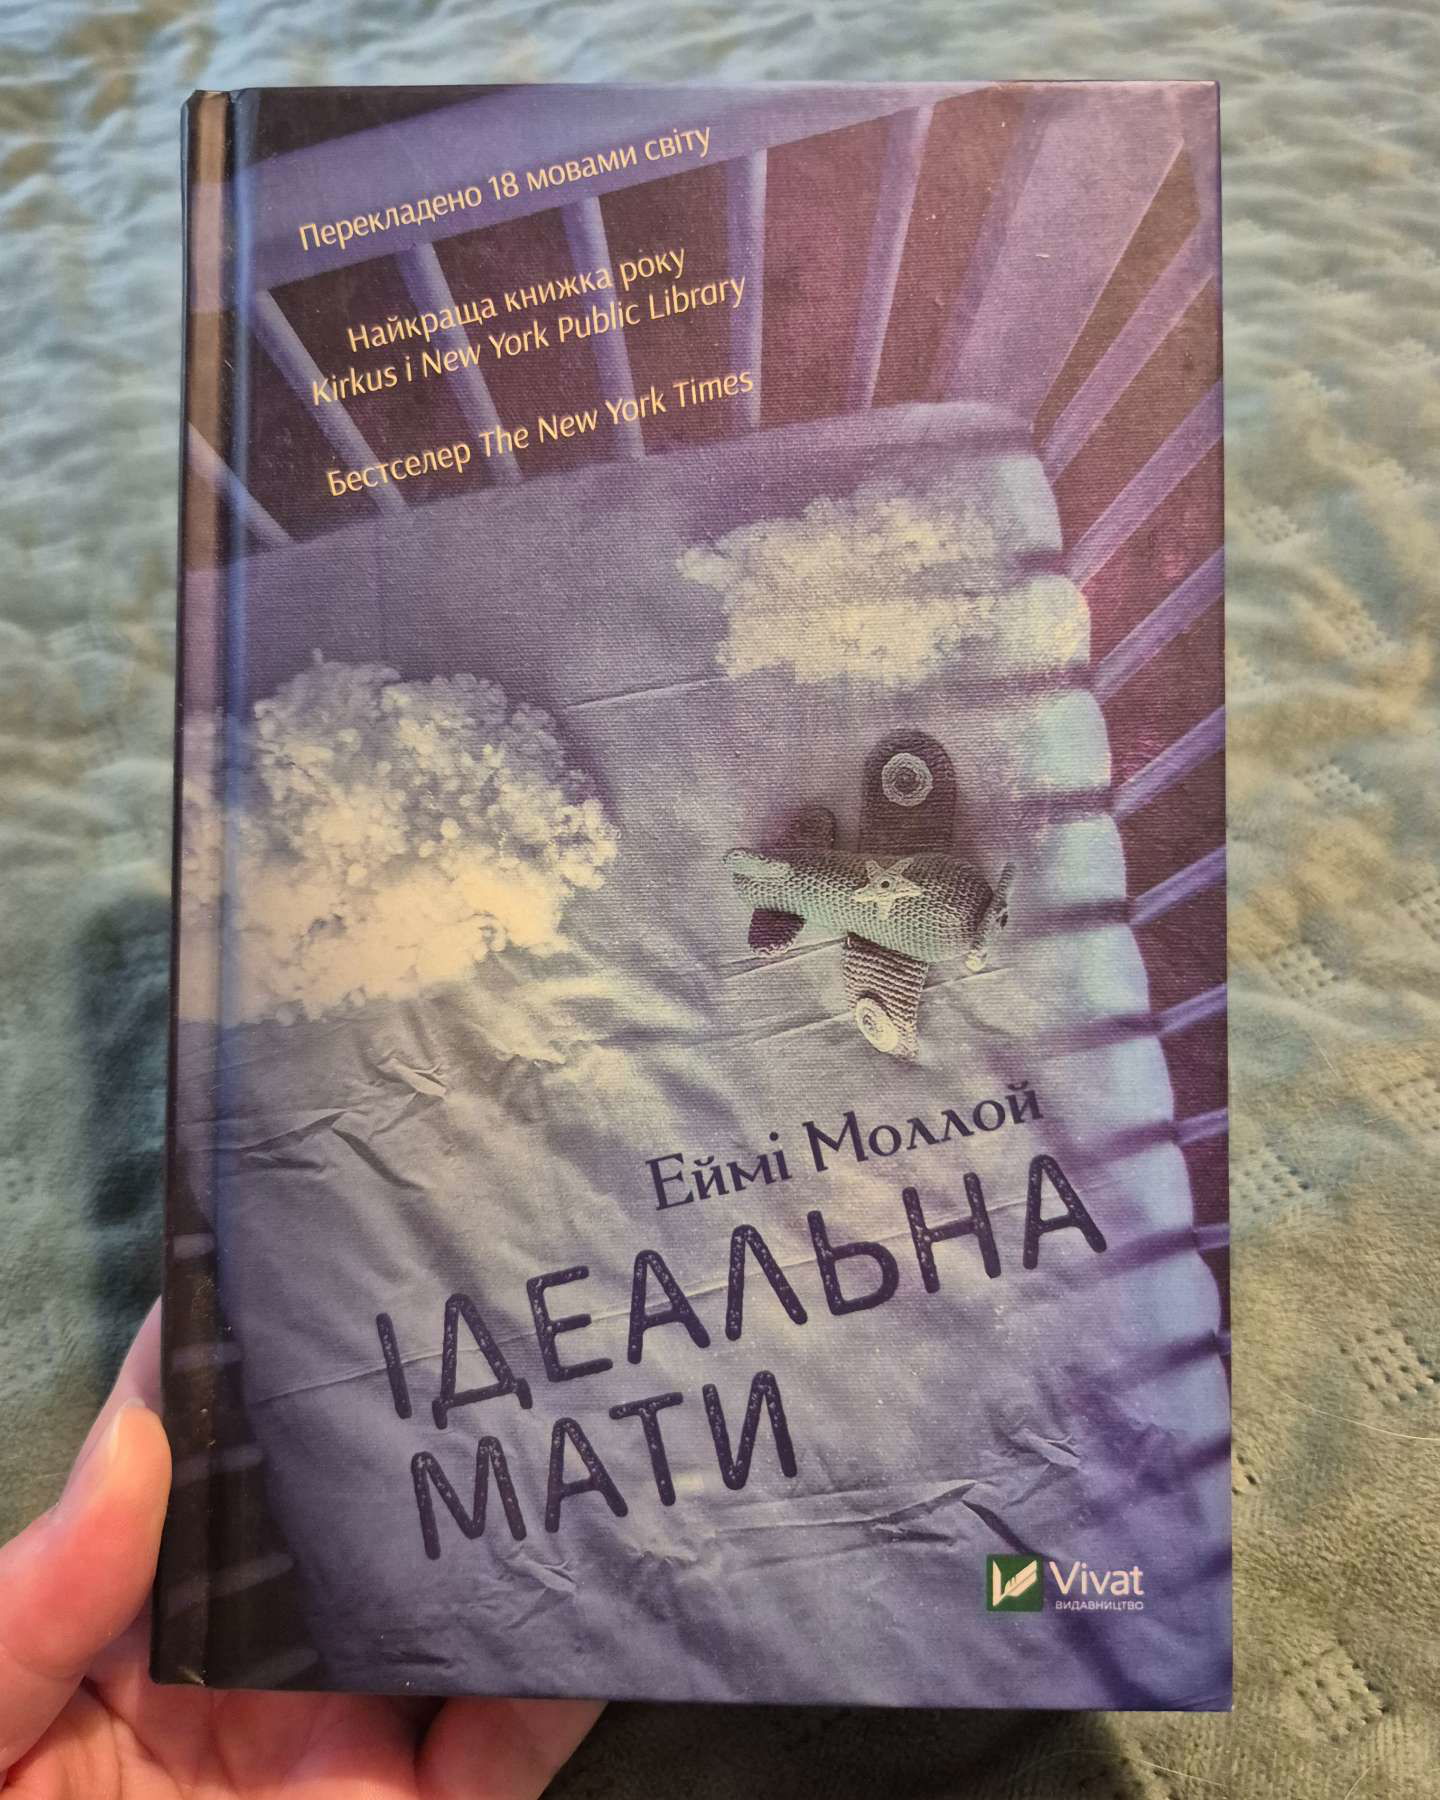 Перекладено 18 мовами світу
Найкраща книжка року
Kirkus і New York Public Library
Бестселер The New York Times
Еймі Моллой
ІДЕАЛЬНА
МАТИ
Vivat
ВИДАВНИЦТВО